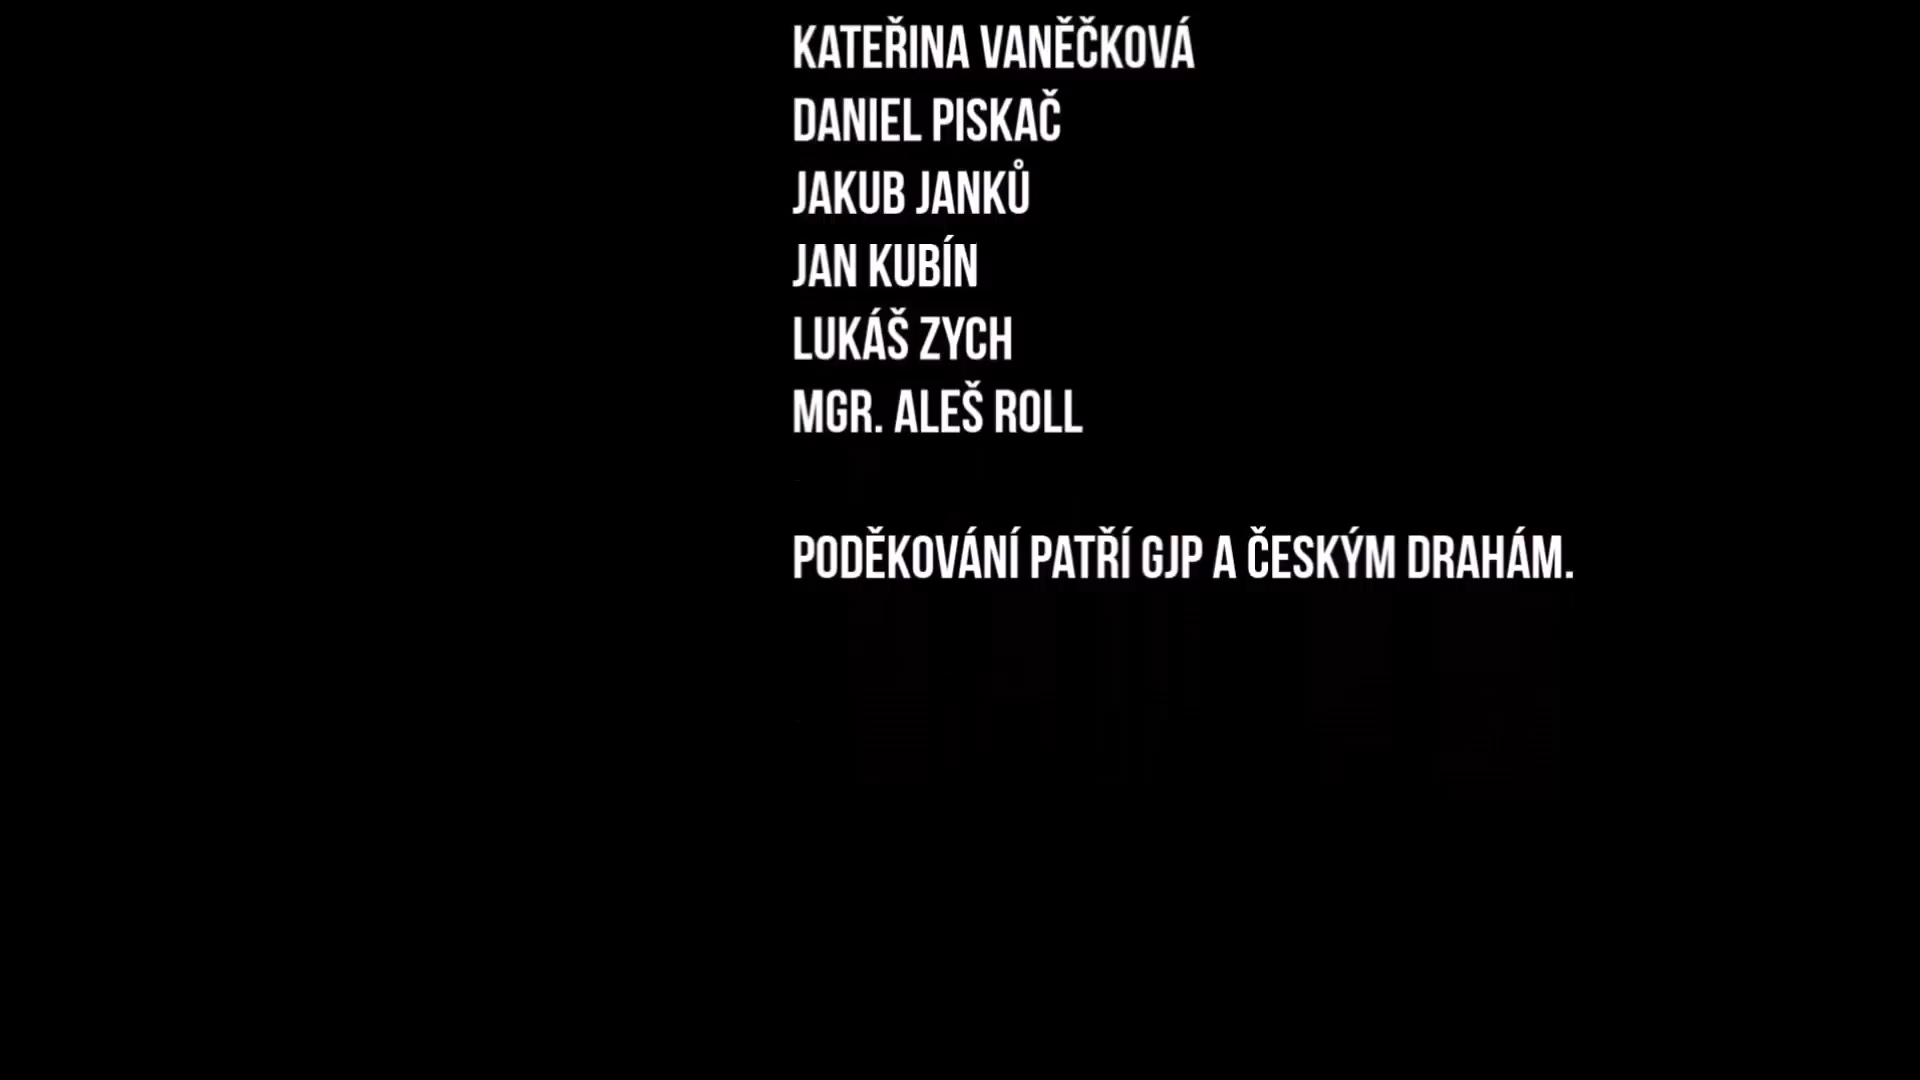 KATEŘINA VANĚČKOVÁ
DANIEL PISKAČ
JAKUB JANKŮ
JAN KUBÍN
LUKÁŠ ZYCH
MGR. ALEŠ ROLL
PODĚKOVÁNÍ PATŘÍ GJP A ČESKÝM DRAHÁM.